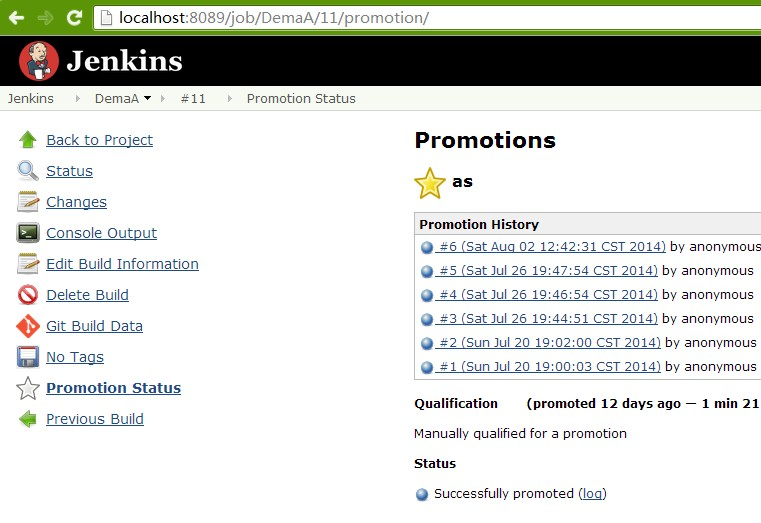 localhost:8089/job/DemaA/11/promotion/
Jenkins
Jenkins DemaA #11 Promotion Status
Back to Project
Status
Changes
Console Output
Edit Build Information
Delete Build
Git Build Data
No Tags
Promotion Status
Previous Build
Promotions
as
Promotion History
#6 (Sat Aug 02 12:42:31 CST 2014) by anonymous
#5 (Sat Jul 26 19:47:54 CST 2014) by anonymous
#4 (Sat Jul 26 19:46:54 CST 2014) by anonymous
#3 (Sat Jul 26 19:44:51 CST 2014) by anonymous
#2 (Sun Jul 20 19:02:00 CST 2014) by anonymous
#1 (Sun Jul 20 19:00:03 CST 2014) by anonymous
Qualification (promoted 12 days ago — 1 min 21
Manually qualified for a promotion
Status
Successfully promoted (log)